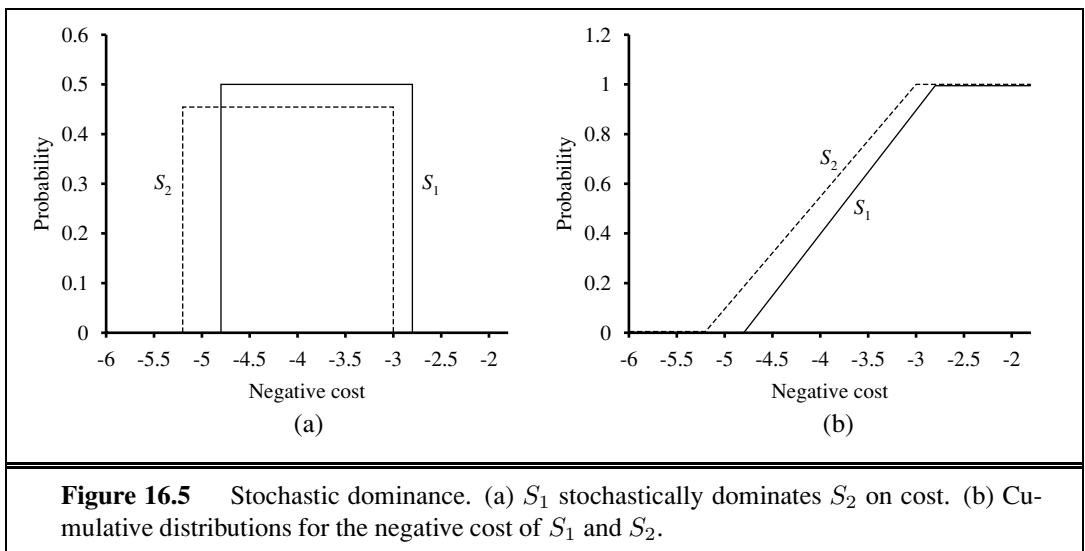 0.6
0.5
0.4
0.3
0.2
0.1
0
Probability
S2
S1
-6 -5.5 -5 -4.5 -4 -3.5 -3 -2.5 -2
Negative cost
(a)
1.2
1
0.8
0.6
0.4
0.2
0
Probability
S2
S1
-6 -5.5 -5 -4.5 -4 -3.5 -3 -2.5 -2
Negative cost
(b)
Figure 16.5 Stochastic dominance. (a) S1 stochastically dominates S2 on cost. (b) Cu-
mulative distributions for the negative cost of S1 and S2.